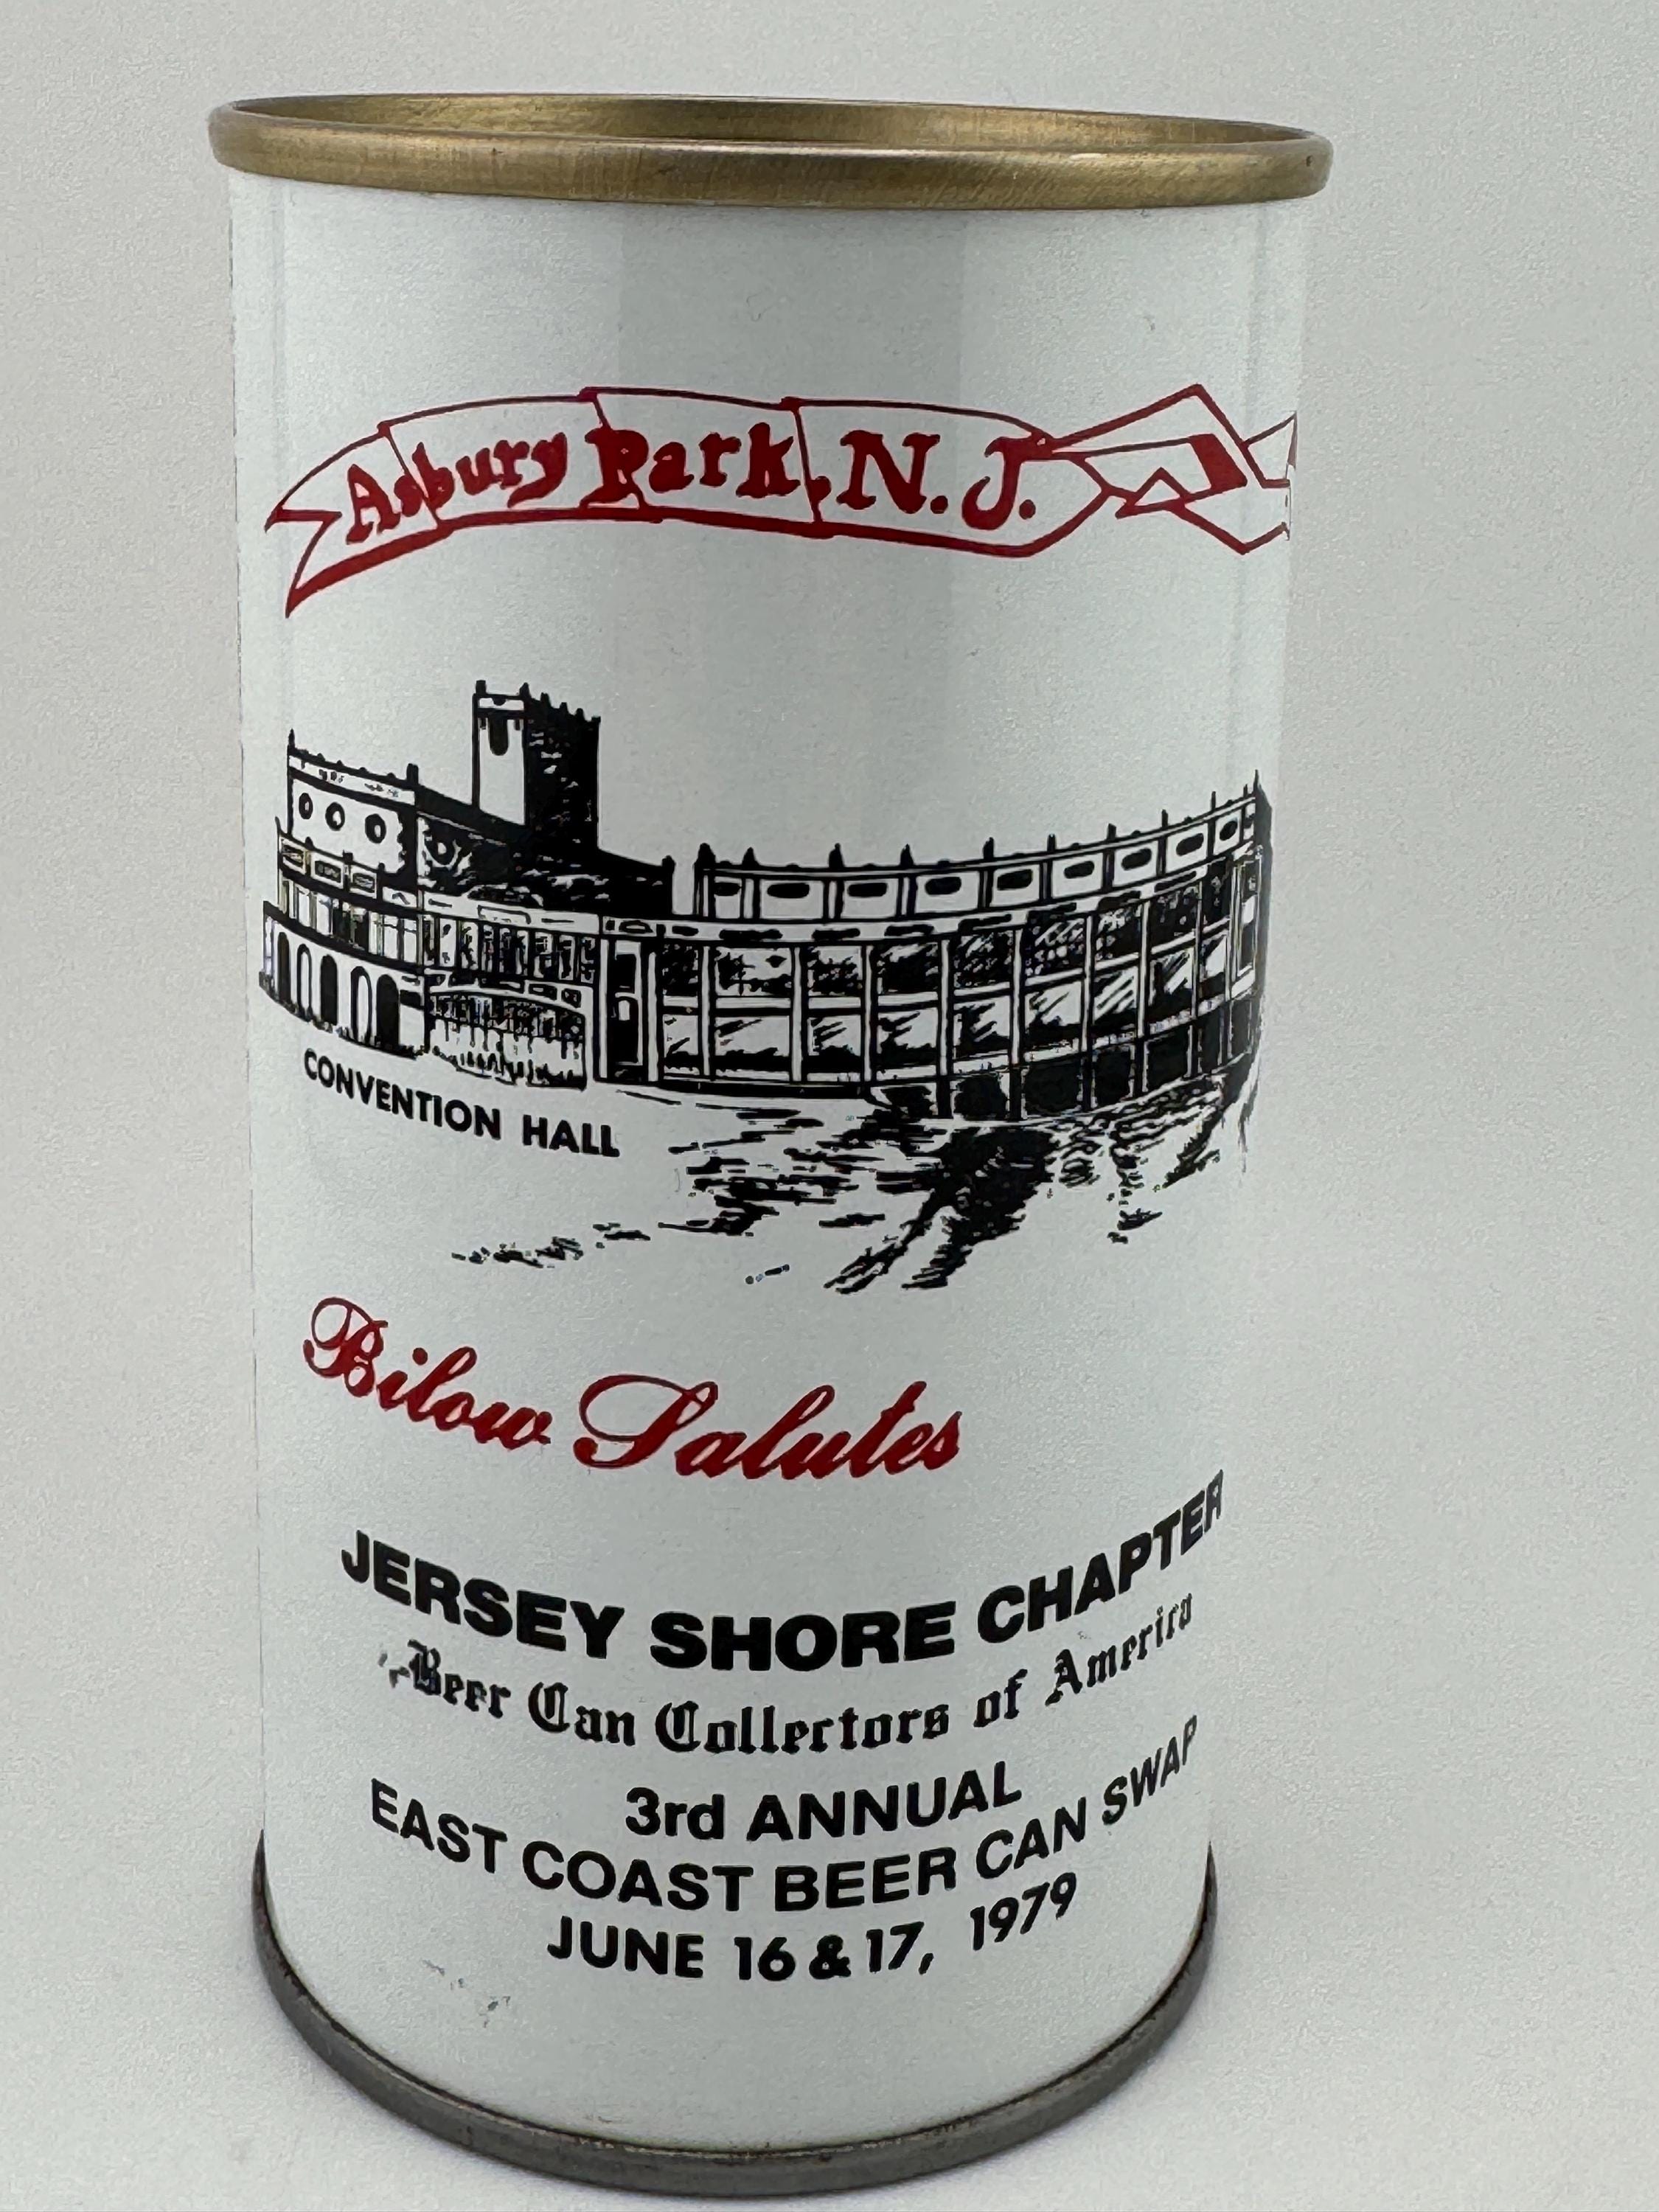 Asbury Park, N.J.
CONVENTION HALL
Bilow Salutes
JERSEY SHORE CHAPTER
Beer Can Collectors of America
3rd ANNUAL
EAST COAST BEER CAN SWAP
JUNE 16 & 17, 1979